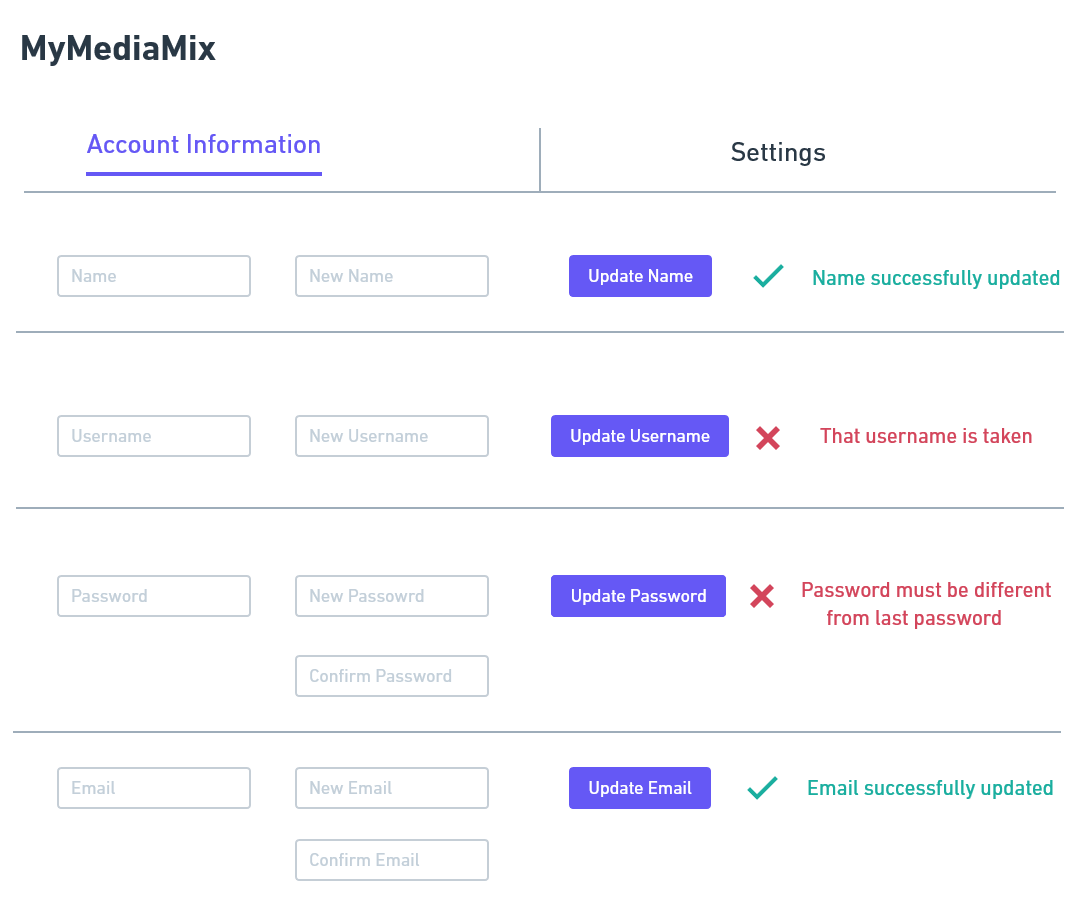 MyMediaMix
Account Information
Settings
Name
New Name
Update Name
Name successfully updated
Username
New Username
Update Username
That username is taken
Password
New Passowrd
Update Password
Password must be different
from last password
Confirm Password
Email
New Email
Update Email
Email successfully updated
Confirm Email